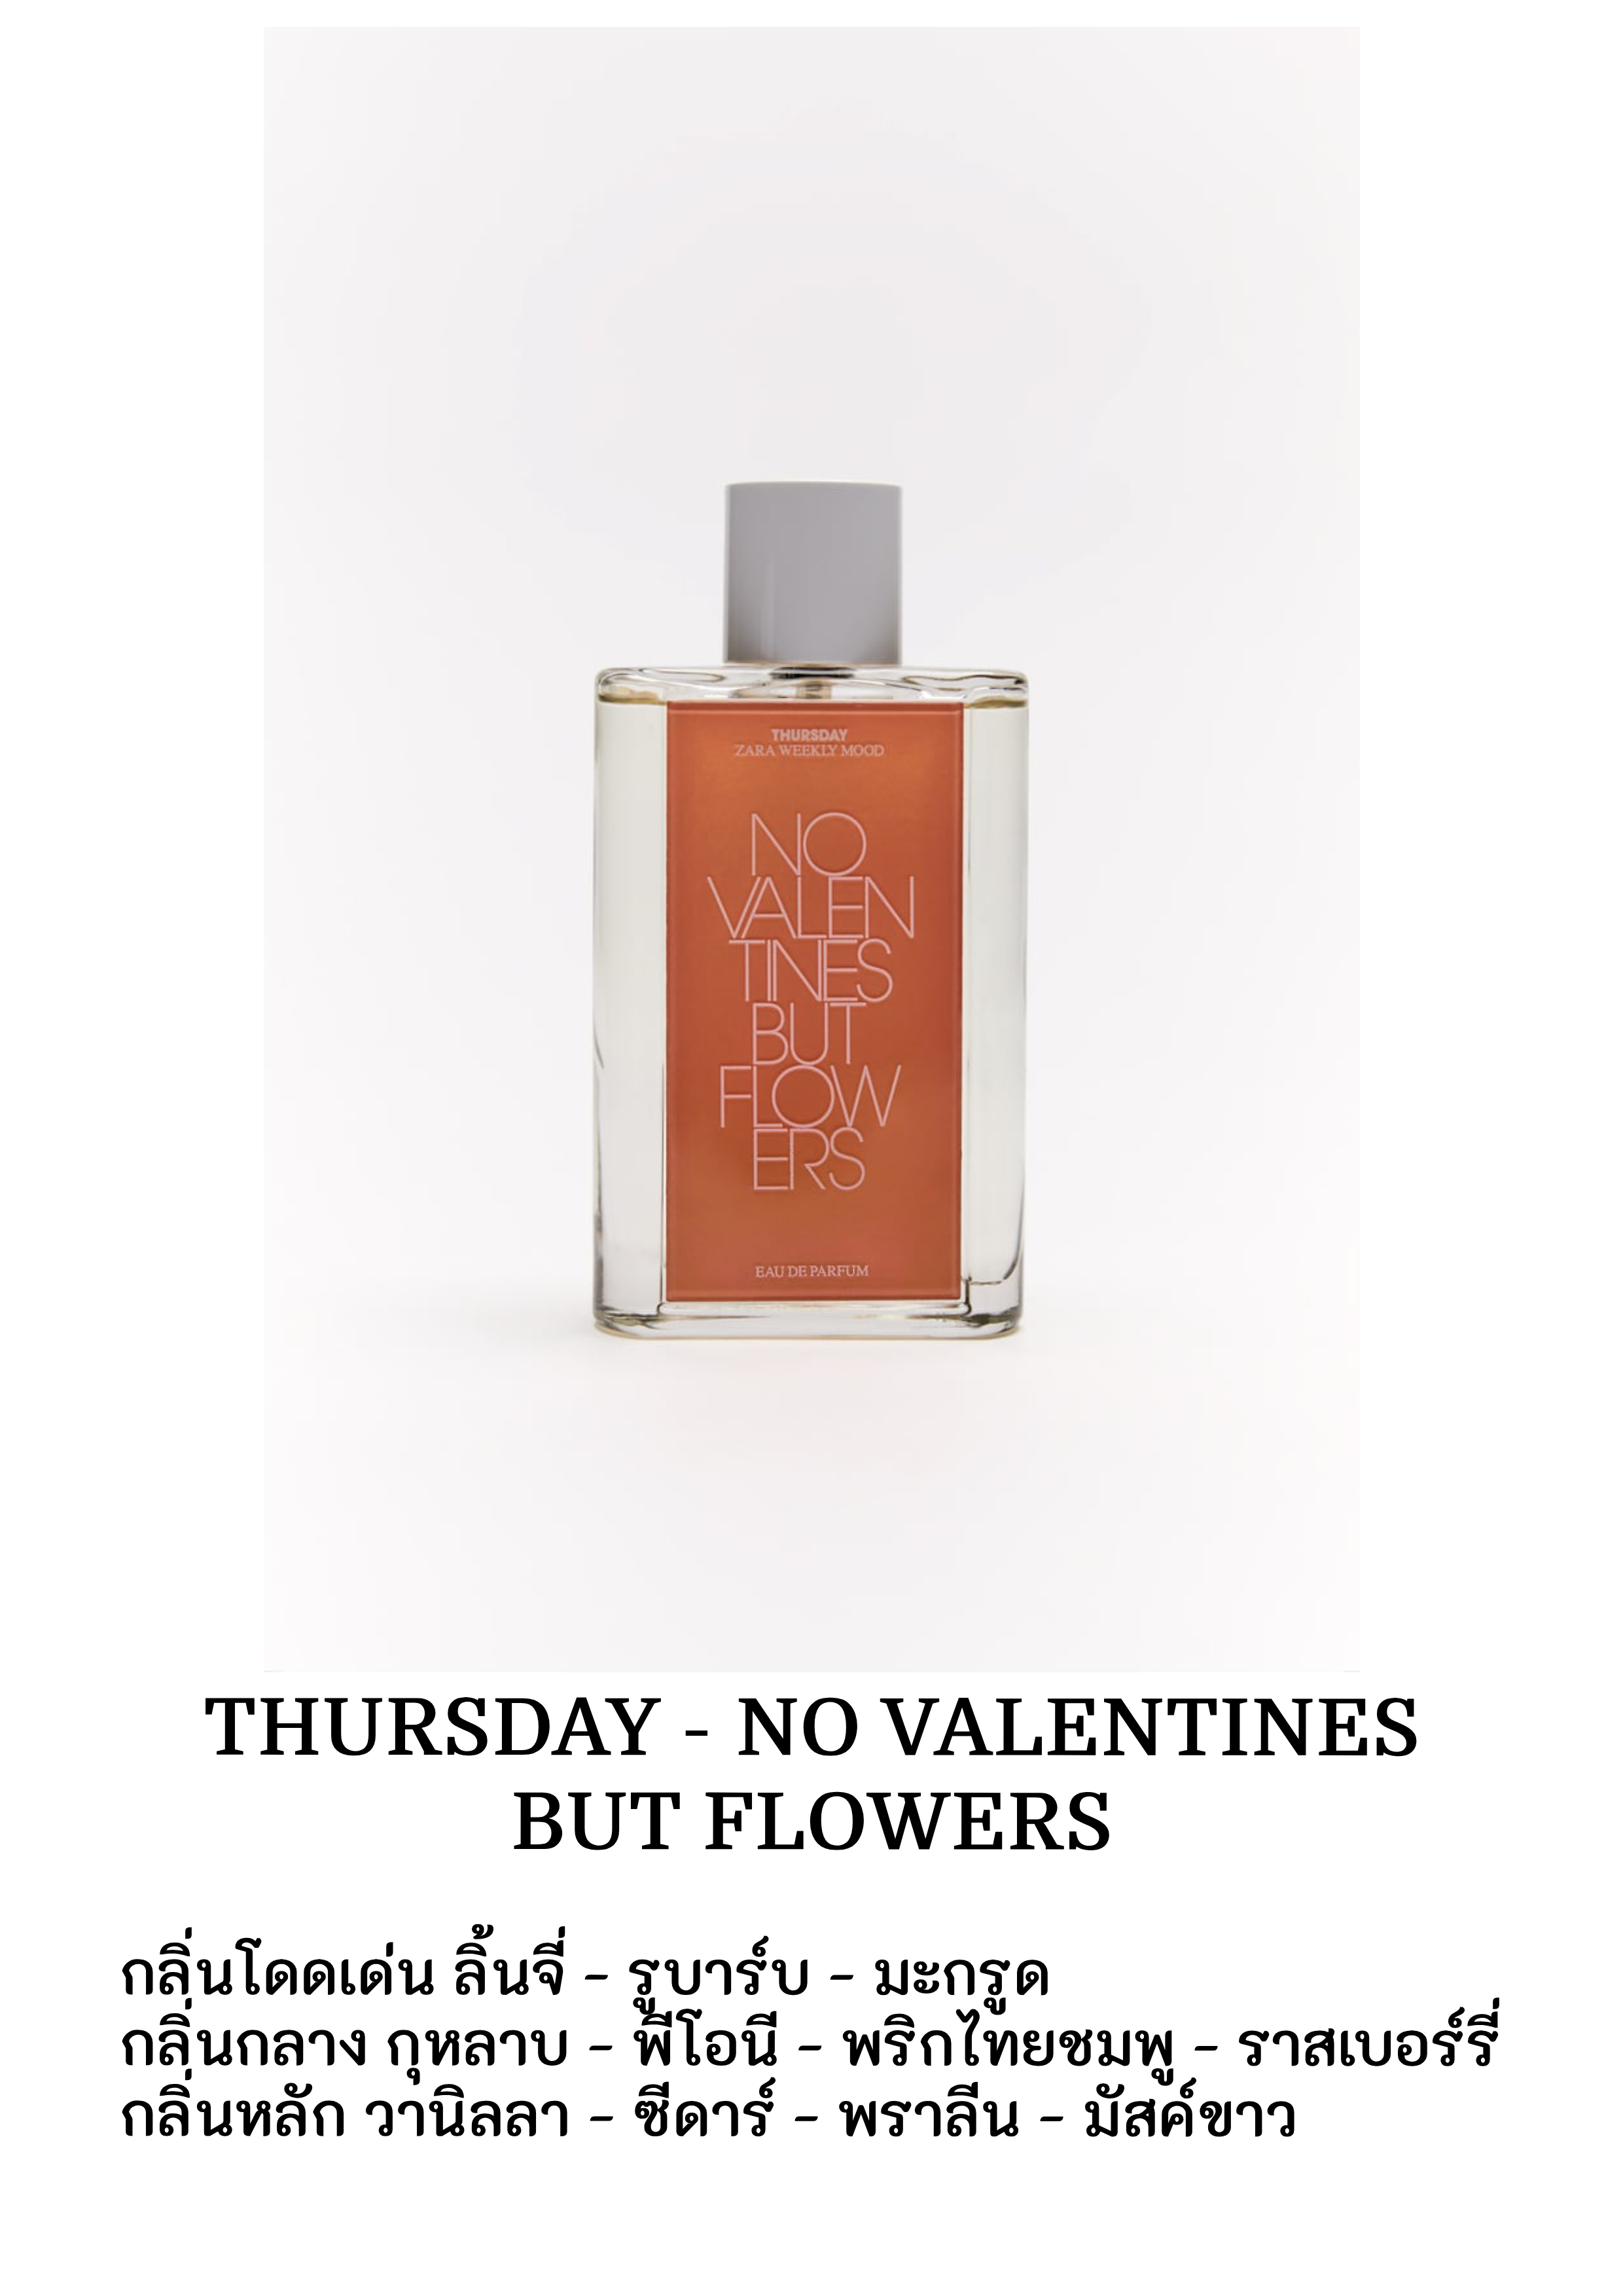 THURSDAY
ZARA WEEKLY MOOD
NO
VALEN
TINES
BUT
FLOW
ERS
EAU DE PARFUM
THURSDAY - NO VALENTINES
BUT FLOWERS
กลิ่นโดดเด่น ลิ้นจี่ - รูบาร์บ - มะกรูด
กลิ่นกลาง กุหลาบ - พีโอนี - พริกไทยชมพู - ราสเบอร์รี่
กลิ่นหลัก วานิลลา - ซีดาร์ - พราลีน - มัสค์ขาว